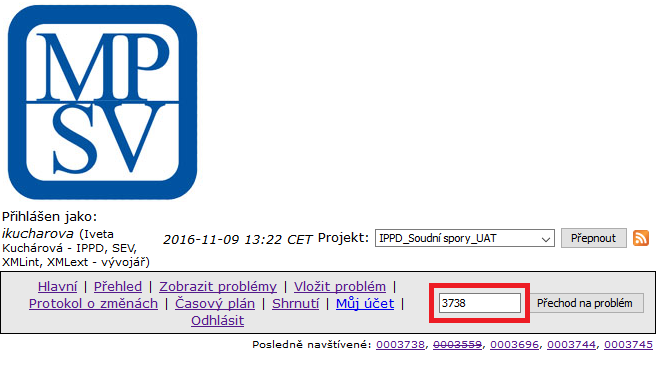 MP
SV
Přihlášen jako:
ikucharova (Iveta
Kuchárová - IPPD, SEV,
XMLint, XMLext - vývojář)
2016-11-09 13:22 CET
Projekt: IPPD_Soudní spory_UAT Přepnout
Hlavní | Přehled | Zobrazit problémy | Vložit problém |
Protokol o změnách | Časový plán | Shrnutí | Můj účet |
Odhlásit
3738 Přechod na problém
Posledně navštívené: 0003738, 0003559, 0003696, 0003744, 0003745